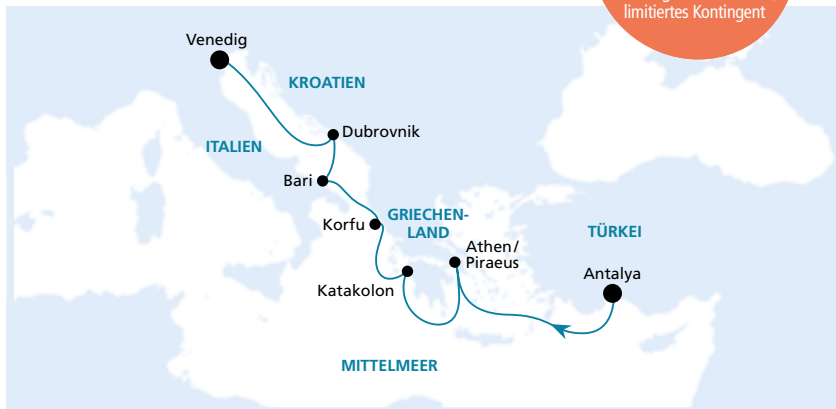 limitiertes Kontingent
Venedig
KROATIEN
Dubrovnik
ITALIEN
Bari
GRIECHEN-
LAND
Korfu
TÜRKEI
Athen/
Piraeus
Antalya
Katakolon
MITTELMEER